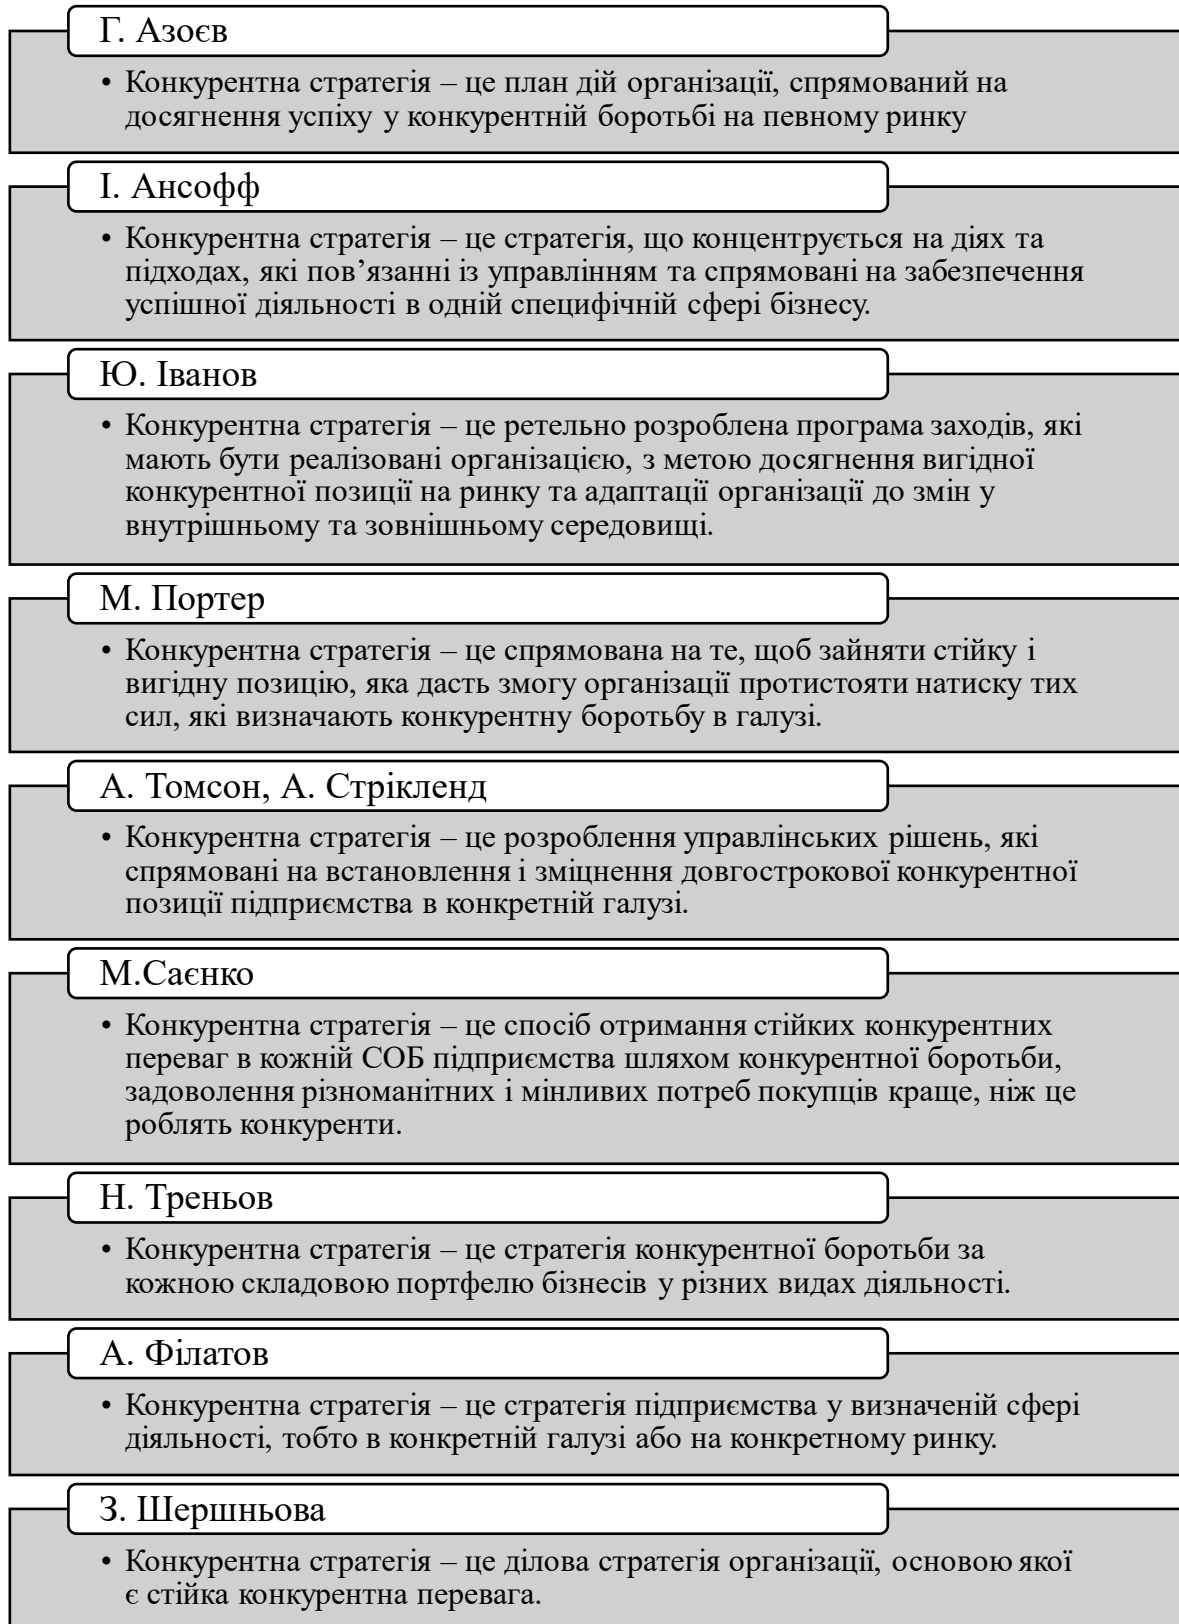 Г. Азоєв
• Конкурентна стратегія – це план дій організації, спрямований на
досягнення успіху у конкурентній боротьбі на певному ринку
І. Ансофф
• Конкурентна стратегія – це стратегія, що концентрується на діях та
підходах, які пов’язанні із управлінням та спрямовані на забезпечення
успішної діяльності в одній специфічній сфері бізнесу.
Ю. Іванов
• Конкурентна стратегія – це ретельно розроблена програма заходів, які
мають бути реалізовані організацією, з метою досягнення вигідної
конкурентної позиції на ринку та адаптації організації до змін у
внутрішньому та зовнішньому середовищі.
М. Портер
• Конкурентна стратегія – це спрямована на те, щоб зайняти стійку і
вигідну позицію, яка дасть змогу організації протистояти натиску тих
сил, які визначають конкурентну боротьбу в галузі.
А. Томсон, А. Стрікленд
• Конкурентна стратегія – це розроблення управлінських рішень, які
спрямовані на встановлення і зміцнення довгострокової конкурентної
позиції підприємства в конкретній галузі.
М.Саєнко
• Конкурентна стратегія – це спосіб отримання стійких конкурентних
переваг в кожній СОБ підприємства шляхом конкурентної боротьби,
задоволення різноманітних і мінливих потреб покупців краще, ніж це
роблять конкуренти.
Н. Треньов
• Конкурентна стратегія – це стратегія конкурентної боротьби за
кожною складовою портфелю бізнесів у різних видах діяльності.
А. Філатов
• Конкурентна стратегія – це стратегія підприємства у визначеній сфері
діяльності, тобто в конкретній галузі або на конкретному ринку.
З. Шершньова
• Конкурентна стратегія – це ділова стратегія організації, основою якої
є стійка конкурентна перевага.